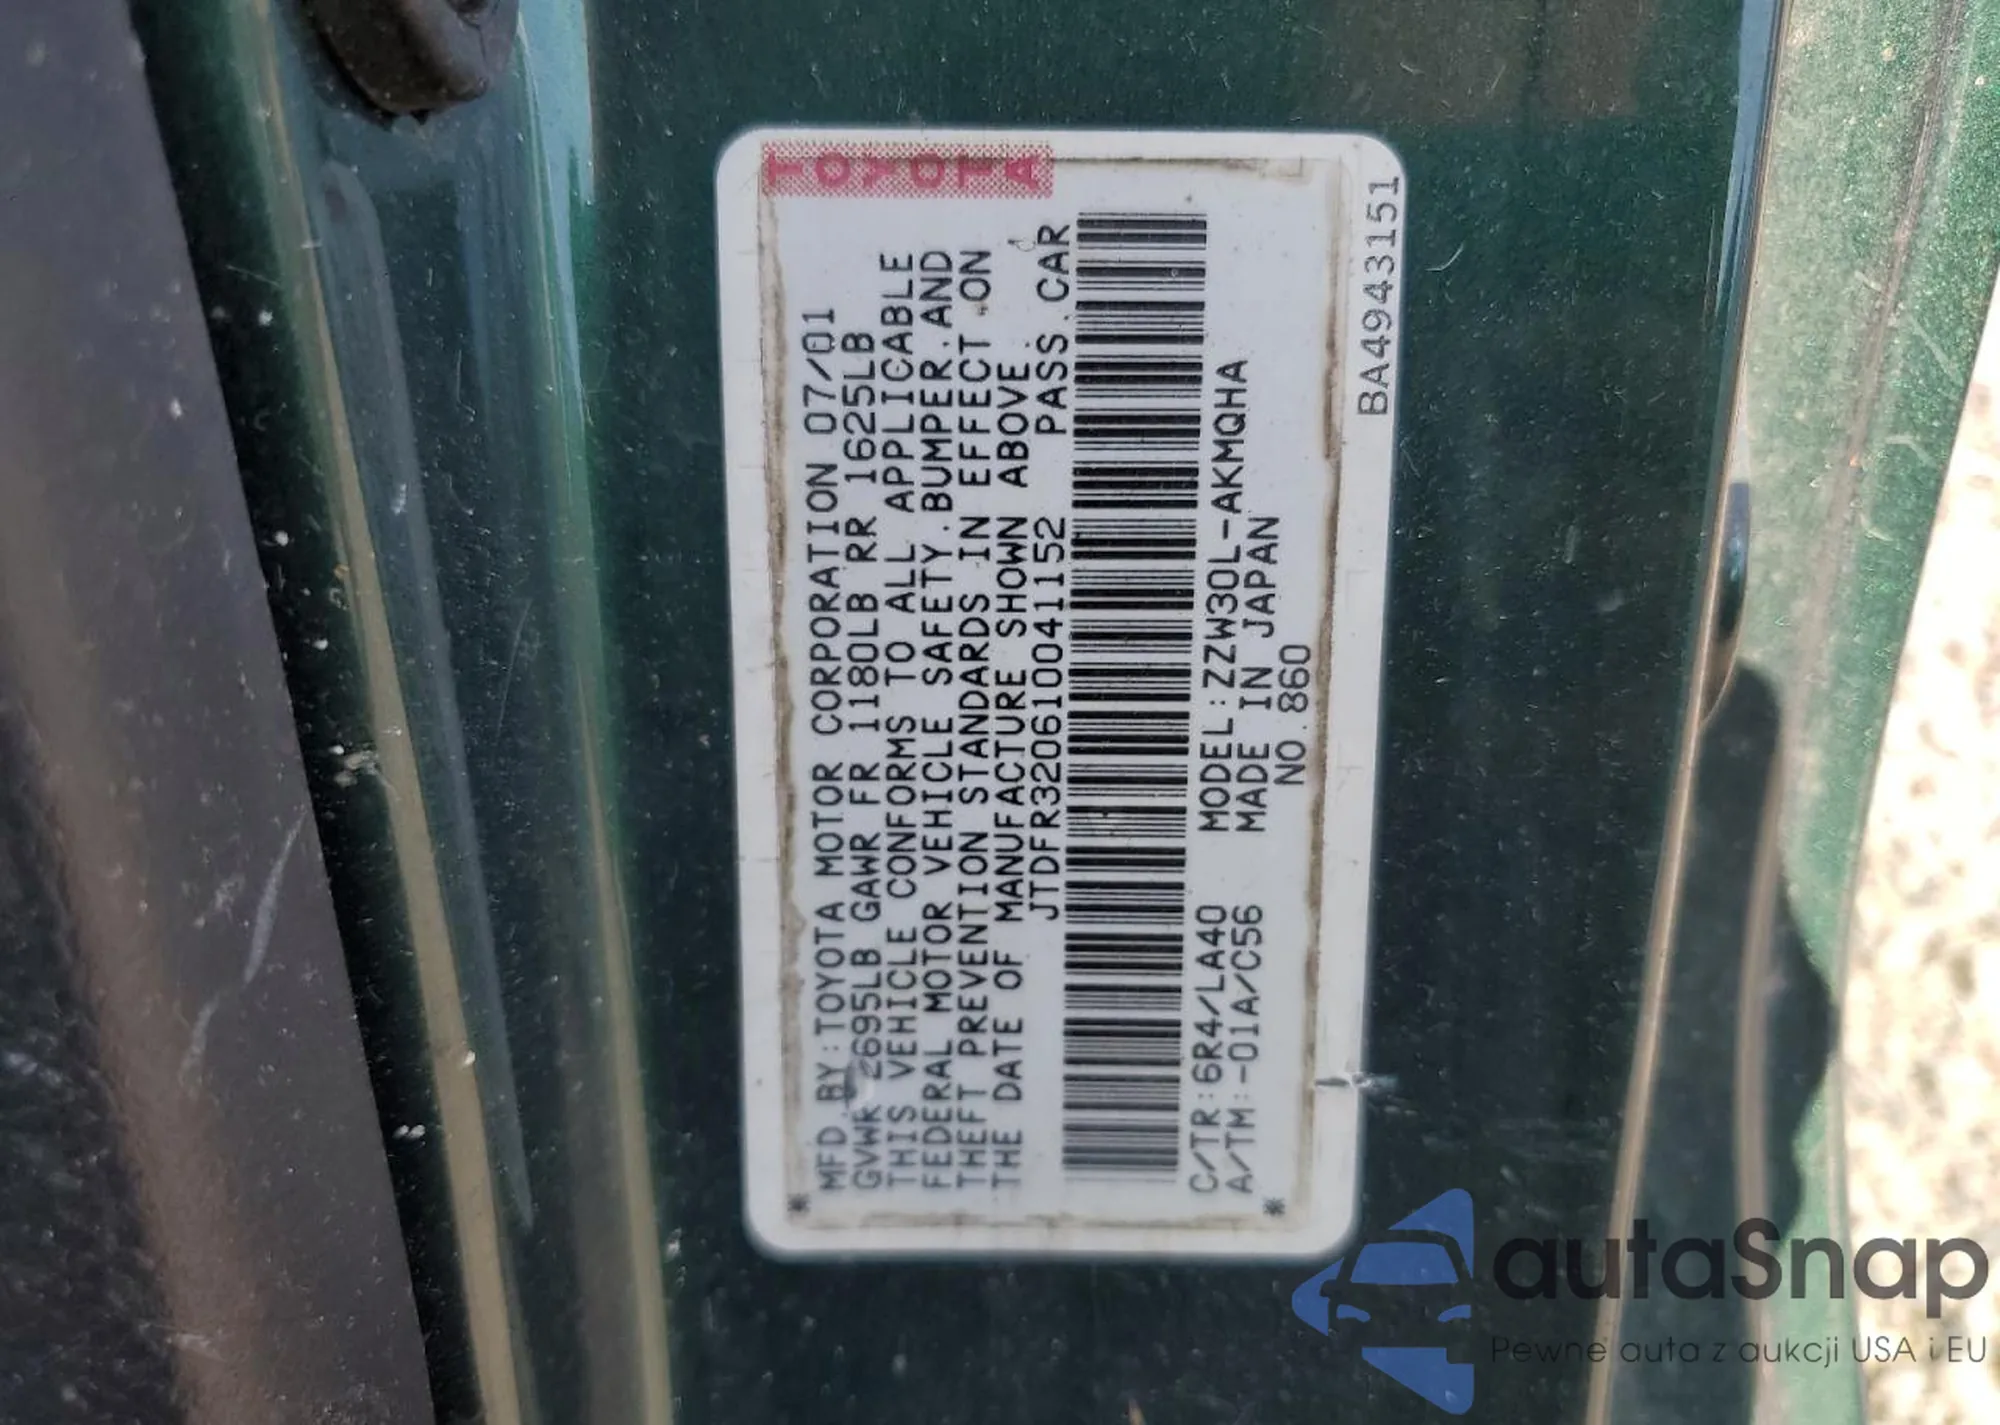 TOYOTA
MFD.BY:TOYOTA MOTOR CORPORATION 07/01
GVWR 2695LB GAWR FR 1180LB RR 1625LB
THIS VEHICLE CONFORMS TO ALL APPLICABLE
FEDERAL MOTOR VEHICLE SAFETY.BUMPER.AND
THEFT PREVENTION STANDARDS IN EFFECT ON
THE DATE OF MANUFACTURE SHOWN ABOVE.
JTDFR320610041152 PASS.CAR
C/TR:6R4/LA40 MODEL:ZZW30L-AKMQHA
A/TM:-01A/C56 MADE IN JAPAN
NO.860
* *
BA4943151
autaSnap
Pewne auta z aukcji USA i EU